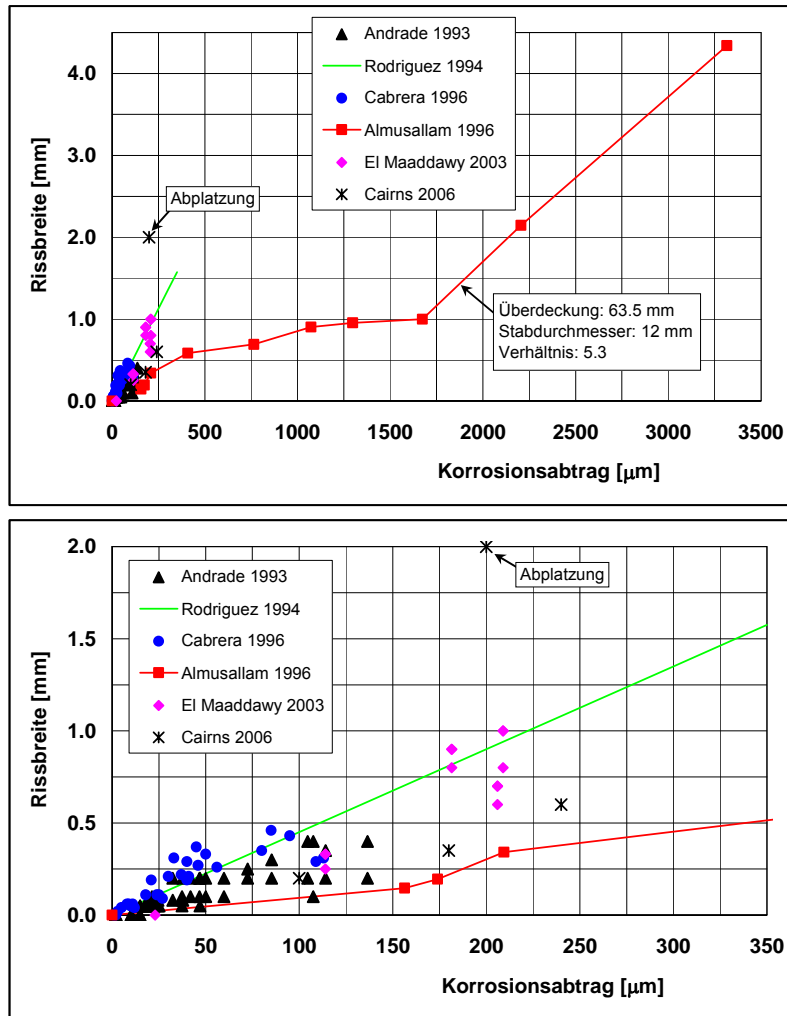 Andrade 1993
Rodriguez 1994
Cabrera 1996
Almusallam 1996
El Maaddawy 2003
Cairns 2006
Abplatzung
Überdeckung: 63.5 mm
Stabdurchmesser: 12 mm
Verhältnis: 5.3
Rissbreite [mm]
4.0
3.0
2.0
1.0
0.0
0
500
1000
1500
2000
2500
3000
3500
Korrosionsabtrag [µm]
Andrade 1993
Rodriguez 1994
Cabrera 1996
Almusallam 1996
El Maaddawy 2003
Cairns 2006
Abplatzung
Rissbreite [mm]
2.0
1.5
1.0
0.5
0.0
0
50
100
150
200
250
300
350
Korrosionsabtrag [µm]